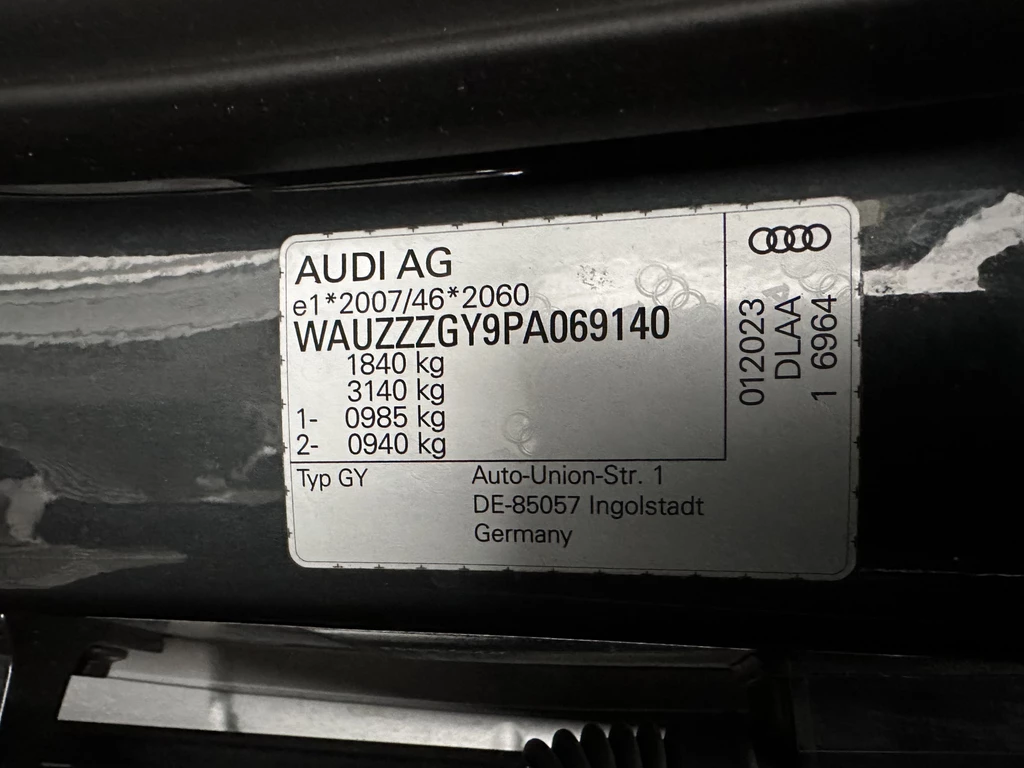 AUDI AG
e1*2007/46*2060
WAUZZZGY9PA069140
1840 kg
3140 kg
1- 0985 kg
2- 0940 kg
Typ GY
Auto-Union-Str. 1
DE-85057 Ingolstadt
Germany
012023
DLAA
1 6964